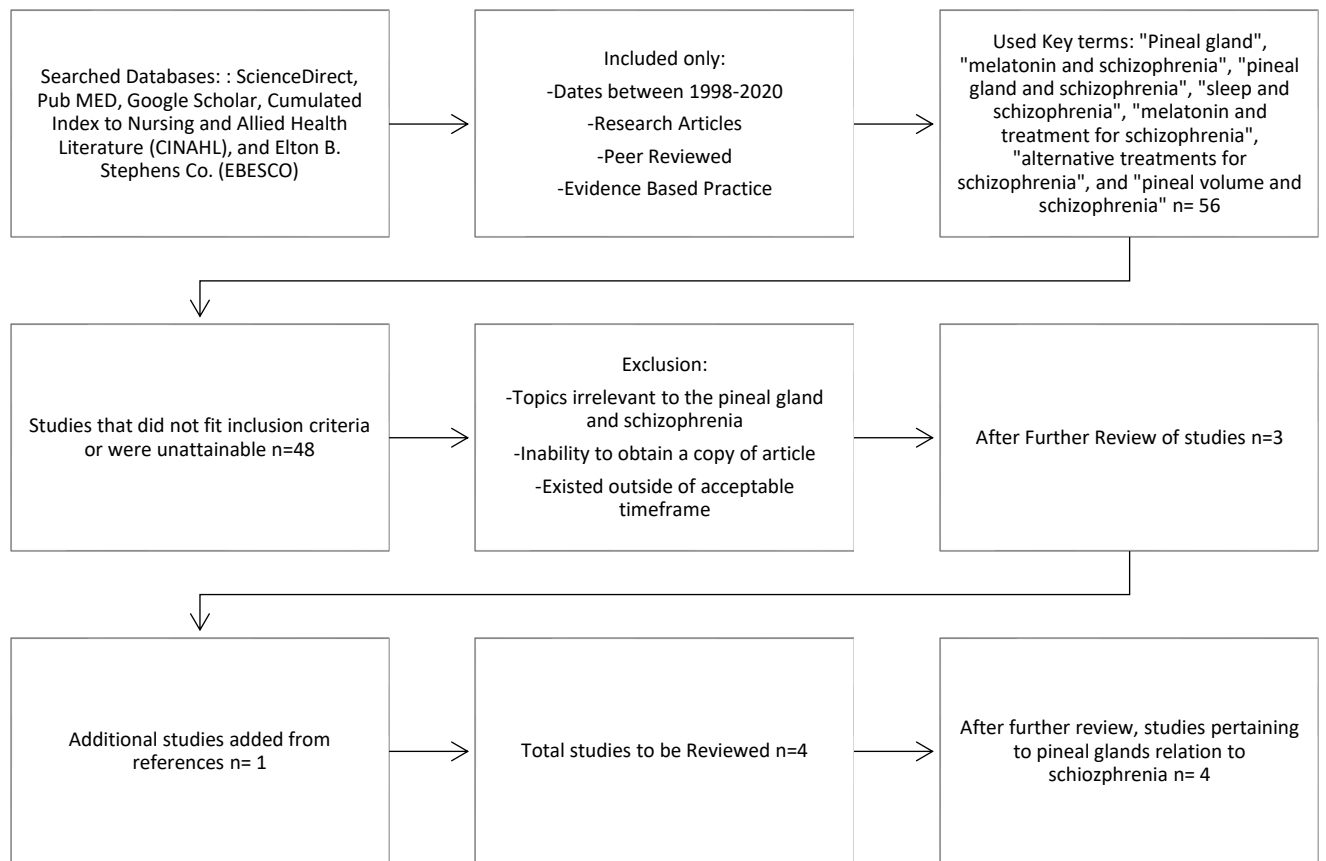 Searched Databases: : ScienceDirect,
Pub MED, Google Scholar, Cumulated
Index to Nursing and Allied Health
Literature (CINAHL), and Elton B.
Stephens Co. (EBESCO)
Included only:
-Dates between 1998-2020
-Research Articles
-Peer Reviewed
-Evidence Based Practice
Used Key terms: "Pineal gland",
"melatonin and schizophrenia", "pineal
gland and schizophrenia", "sleep and
schizophrenia", "melatonin and
treatment for schizophrenia",
"alternative treatments for
schizophrenia", and "pineal volume and
schizophrenia" n= 56
Studies that did not fit inclusion criteria
or were unattainable n=48
Exclusion:
-Topics irrelevant to the pineal gland
and schizophrenia
-Inability to obtain a copy of article
-Existed outside of acceptable
timeframe
After Further Review of studies n=3
Additional studies added from
references n= 1
Total studies to be Reviewed n=4
After further review, studies pertaining
to pineal glands relation to
schiozphrenia n= 4